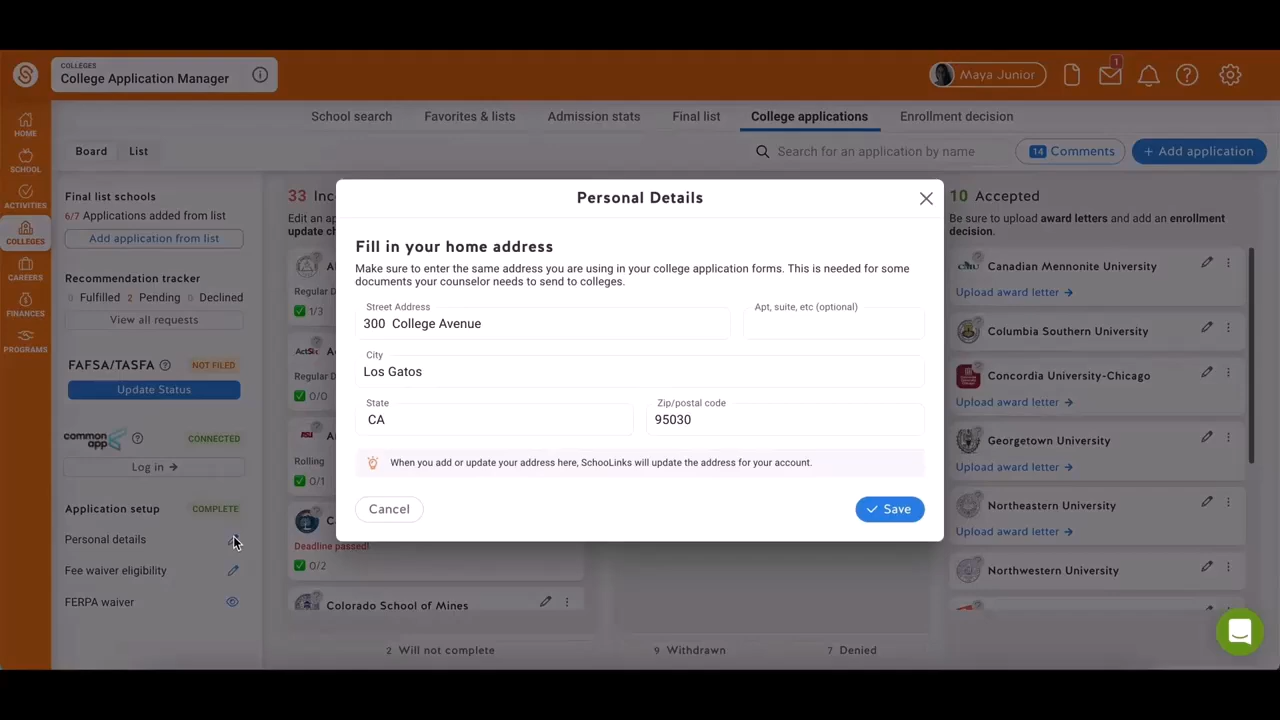 COLLEGES
College Application Manager
Maya Junior
1
HOME
SCHOOL
ACTIVITIES
COLLEGES
CAREERS
FINANCES
PROGRAMS
School search
Favorites & lists
Admission stats
Final list
College applications
Enrollment decision
Board
List
Search for an application by name
14 Comments
+ Add application
Final list schools
6/7 Applications added from list
Add application from list
Recommendation tracker
0 Fulfilled 2 Pending 0 Declined
View all requests
FAFSA/TASFA
NOT FILED
Update Status
common app
CONNECTED
Log in →
Application setup
COMPLETE
Personal details
Fee waiver eligibility
FERPA waiver
33
Edit an
update
Regular
1/3
Regular
0/0
Rolling
0/1
Deadline passed!
0/2
Colorado School of Mines
2 Will not complete
Personal Details
Fill in your home address
Make sure to enter the same address you are using in your college application forms. This is needed for some
documents your counselor needs to send to colleges.
Street Address
300 College Avenue
Apt, suite, etc (optional)
City
Los Gatos
State
CA
Zip/postal code
95030
When you add or update your address here, SchooLinks will update the address for your account.
Cancel
Save
9 Withdrawn
7 Denied
10 Accepted
Be sure to upload award letters and add an enrollment
decision.
Canadian Mennonite University
Upload award letter →
Columbia Southern University
Concordia University-Chicago
Upload award letter →
Georgetown University
Upload award letter →
Northeastern University
Upload award letter →
Northwestern University